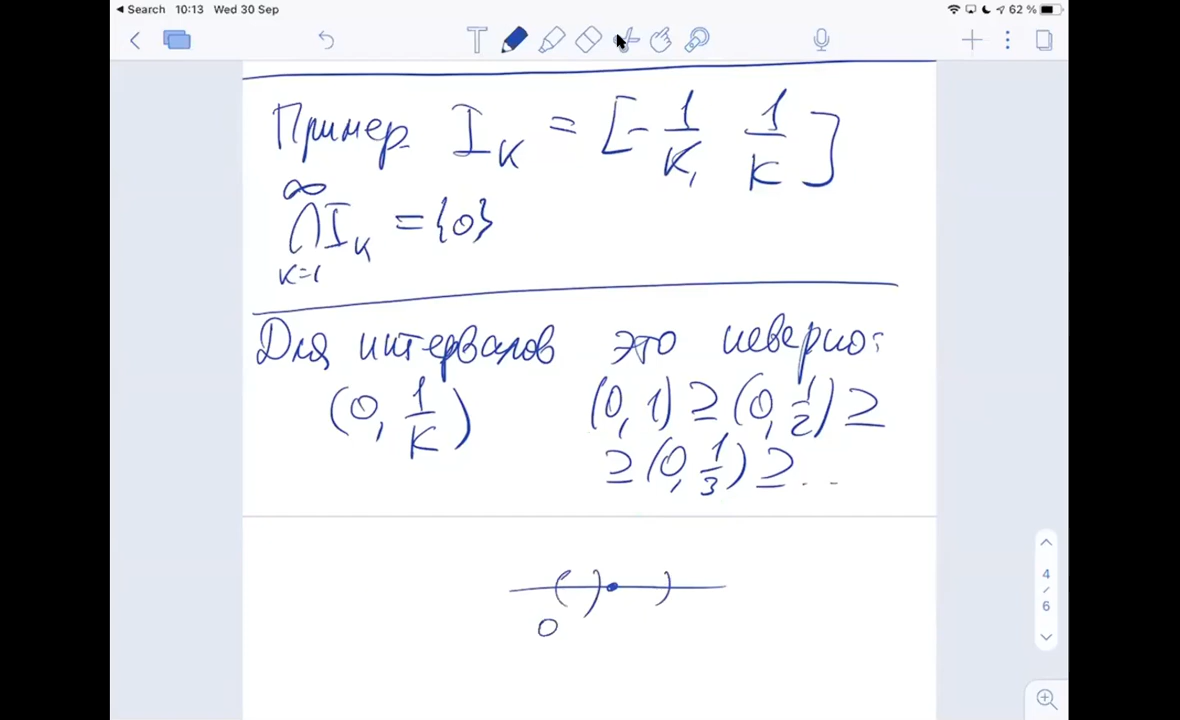 Search 10:13 Wed 30 Sep 62 %
T
Пример I_K = [-1/K, 1/K]
∞
∩ I_K = {0}
K=1
Для интервалов это неверно:
(0, 1/K) (0, 1) ⊇ (0, 1/2) ⊇
⊇ (0, 1/3) ⊇ ...
( ) )
0
4
/
6